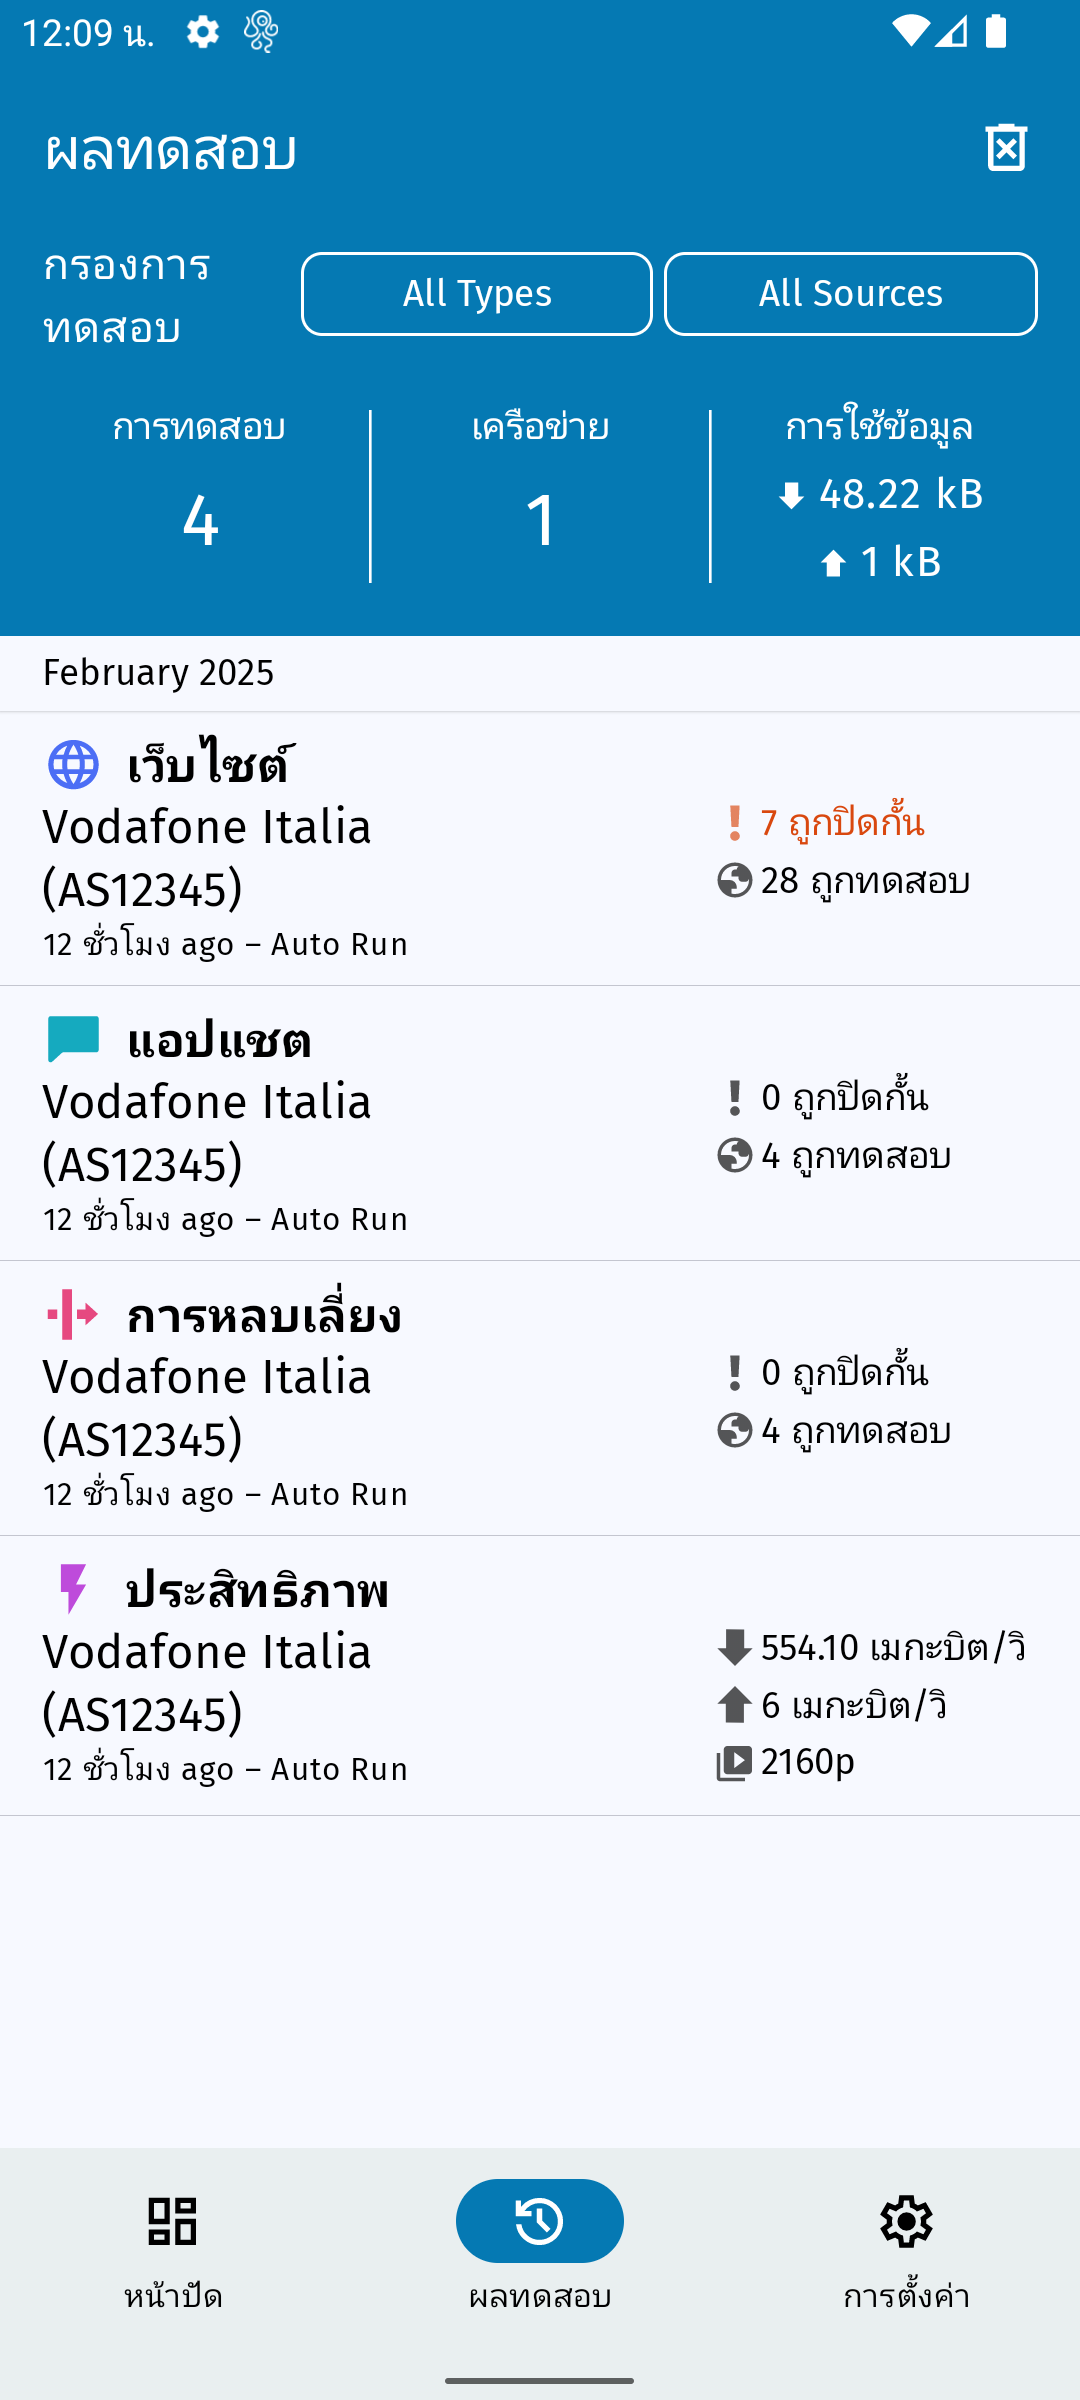 12:09 น.
ผลทดสอบ
กรองการ
ทดสอบ
All Types
All Sources
การทดสอบ
4
เครือข่าย
1
การใช้ข้อมูล
48.22 kB
1 kB
February 2025
เว็บไซต์
Vodafone Italia
(AS12345)
12 ชั่วโมง ago – Auto Run
7 ถูกปิดกั้น
28 ถูกทดสอบ
แอปแชต
Vodafone Italia
(AS12345)
12 ชั่วโมง ago – Auto Run
0 ถูกปิดกั้น
4 ถูกทดสอบ
การหลบเลี่ยง
Vodafone Italia
(AS12345)
12 ชั่วโมง ago – Auto Run
0 ถูกปิดกั้น
4 ถูกทดสอบ
ประสิทธิภาพ
Vodafone Italia
(AS12345)
12 ชั่วโมง ago – Auto Run
554.10 เมกะบิต/วิ
6 เมกะบิต/วิ
2160p
หน้าปัด
ผลทดสอบ
การตั้งค่า